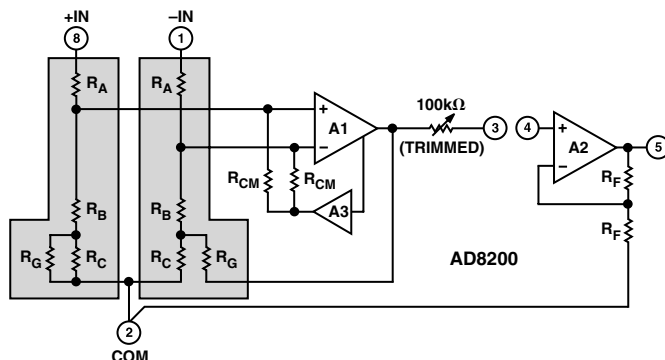 +IN
–IN
8
1
RA
RA
100kΩ
+
A1
–
3
4
+
A2
–
5
(TRIMMED)
RCM
RCM
RF
A3
RB
RB
RF
RG
RC
RC
RG
AD8200
2
COM